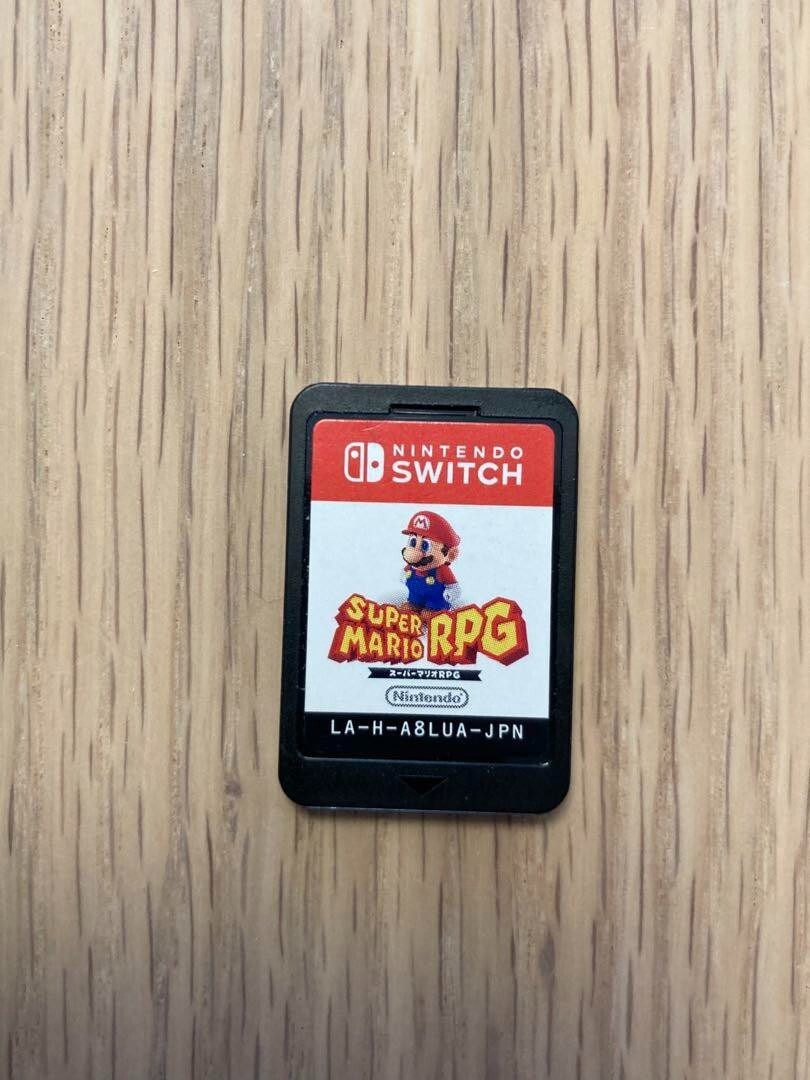 NINTENDO
SWITCH
M
SUPER
MARIO RPG
スーパーマリオRPG
Nintendo
LA-H-A8LUA-JPN